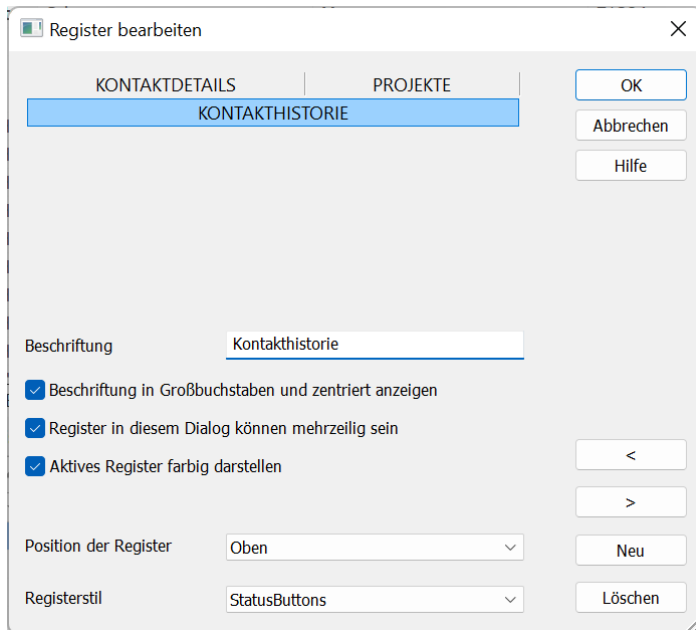 Register bearbeiten
KONTAKTDETAILS PROJEKTE
KONTAKTHISTORIE
OK
Abbrechen
Hilfe
Beschriftung Kontakthistorie
Beschriftung in Großbuchstaben und zentriert anzeigen
Register in diesem Dialog können mehrzeilig sein
Aktives Register farbig darstellen
<
>
Position der Register Oben
Neu
Registerstil StatusButtons
Löschen